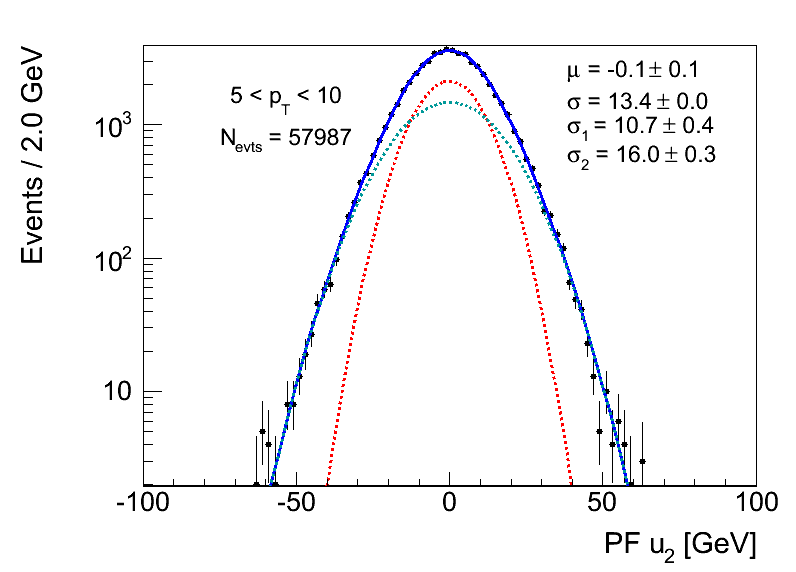 Events / 2.0 GeV
5 < p_T < 10
N_evts = 57987
μ = -0.1 ± 0.1
σ = 13.4 ± 0.0
σ_1 = 10.7 ± 0.4
σ_2 = 16.0 ± 0.3
10^3
10^2
10
-100 -50 0 50 100
PF u_2 [GeV]